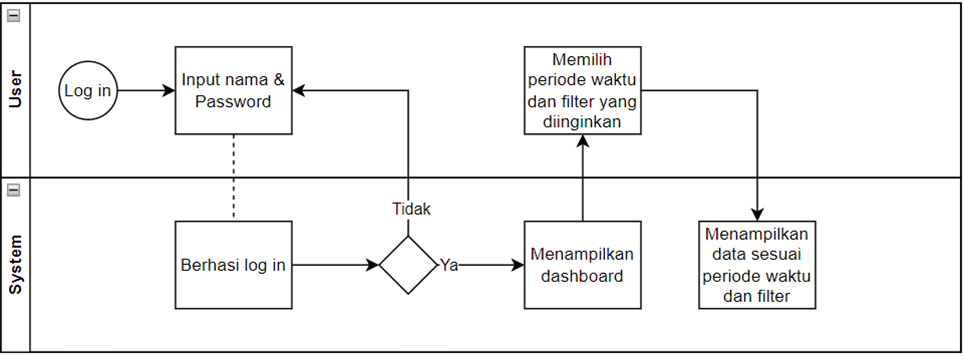 User
Log in
Input nama &
Password
Memilih
periode waktu
dan filter yang
diinginkan
System
Berhasi log in
Tidak
Ya
Menampilkan
dashboard
Menampilkan
data sesuai
periode waktu
dan filter